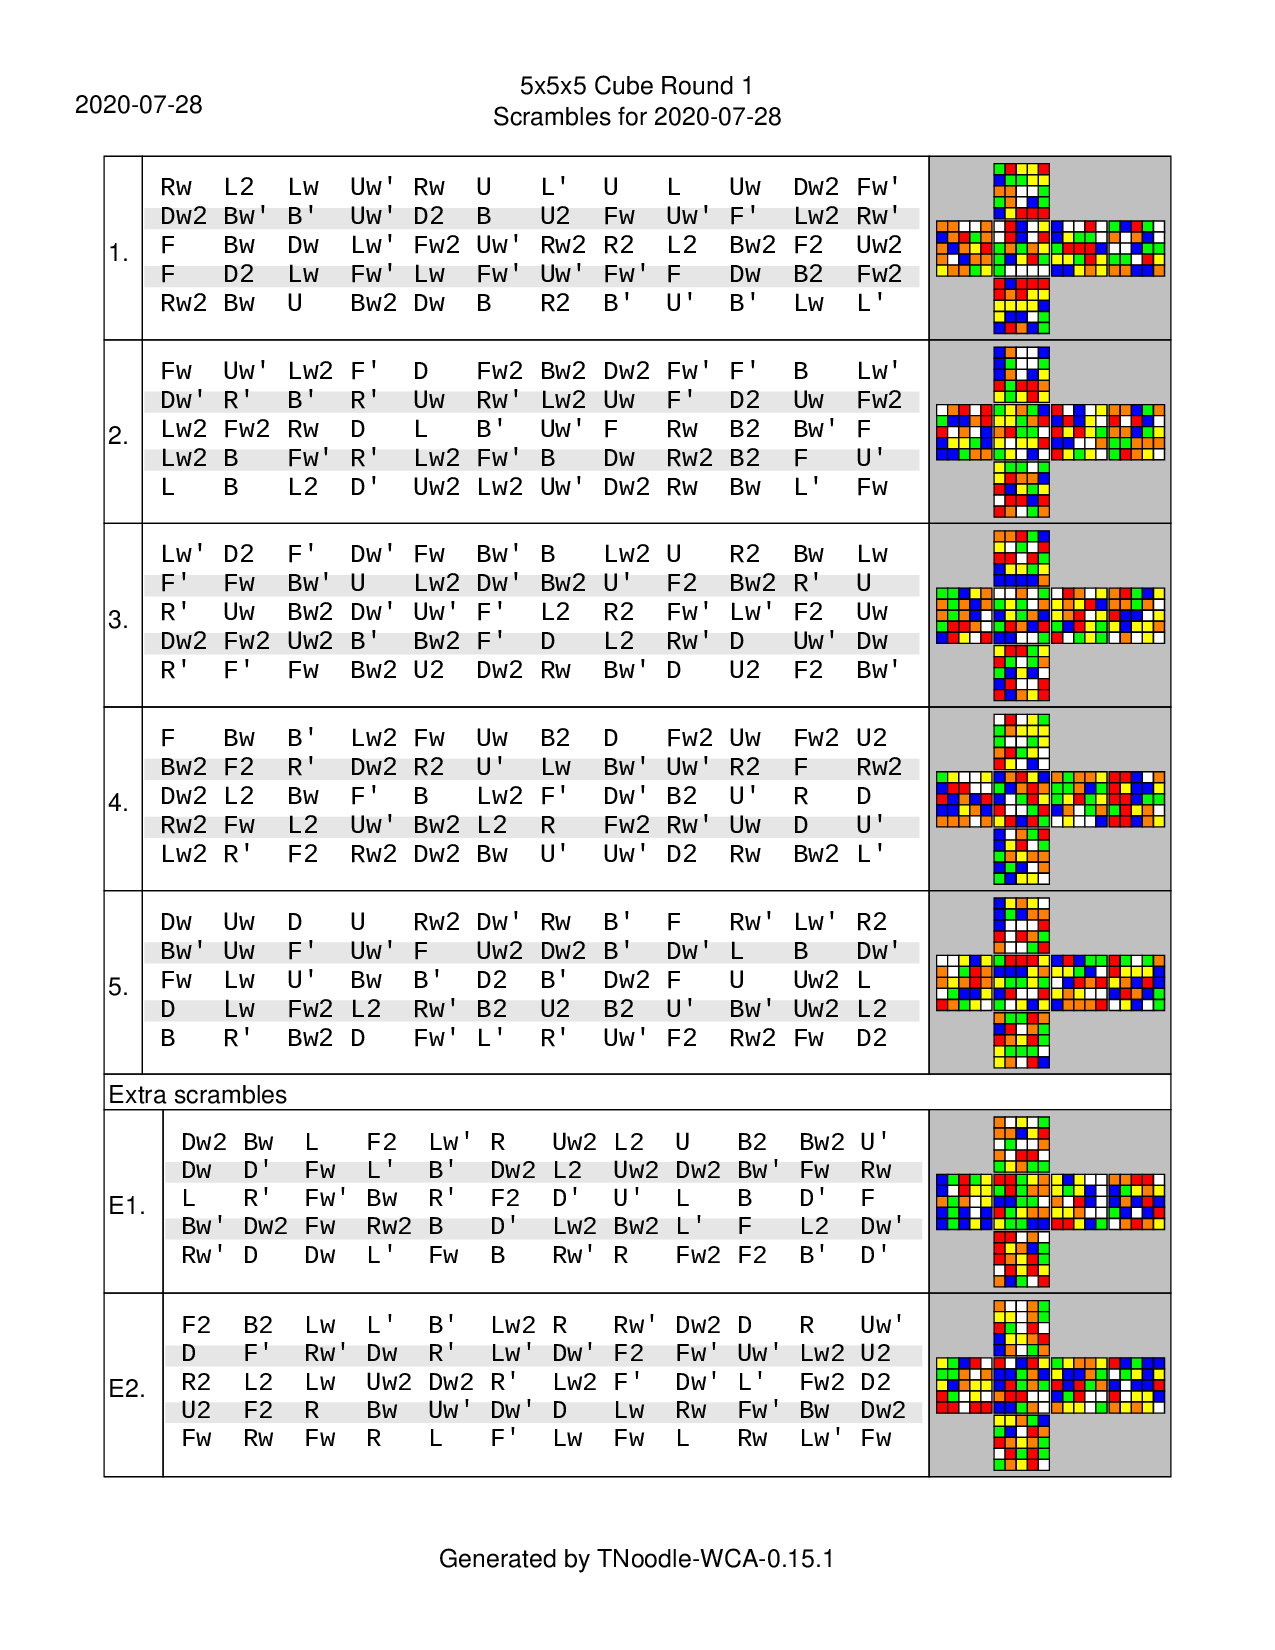 2020-07-28
5x5x5 Cube Round 1
Scrambles for 2020-07-28
1.
Rw L2 Lw Uw' Rw U L' U L Uw Dw2 Fw'
Dw2 Bw' B' Uw' D2 B U2 Fw Uw' F' Lw2 Rw'
F Bw Dw Lw' Fw2 Uw' Rw2 R2 L2 Bw2 F2 Uw2
F D2 Lw Fw' Lw Fw' Uw' Fw' F Dw B2 Fw2
Rw2 Bw U Bw2 Dw B R2 B' U' B' Lw L'
2.
Fw Uw' Lw2 F' D Fw2 Bw2 Dw2 Fw' F' B Lw'
Dw' R' B' R' Uw Rw' Lw2 Uw F' D2 Uw Fw2
Lw2 Fw2 Rw D L B' Uw' F Rw B2 Bw' F
Lw2 B Fw' R' Lw2 Fw' B Dw Rw2 B2 F U'
L B L2 D' Uw2 Lw2 Uw' Dw2 Rw Bw L' Fw
3.
Lw' D2 F' Dw' Fw Bw' B Lw2 U R2 Bw Lw
F' Fw Bw' U Lw2 Dw' Bw2 U' F2 Bw2 R' U
R' Uw Bw2 Dw' Uw' F' L2 R2 Fw' Lw' F2 Uw
Dw2 Fw2 Uw2 B' Bw2 F' D L2 Rw' D Uw' Dw
R' F' Fw Bw2 U2 Dw2 Rw Bw' D U2 F2 Bw'
4.
F Bw B' Lw2 Fw Uw B2 D Fw2 Uw Fw2 U2
Bw2 F2 R' Dw2 R2 U' Lw Bw' Uw' R2 F Rw2
Dw2 L2 Bw F' B Lw2 F' Dw' B2 U' R D
Rw2 Fw L2 Uw' Bw2 L2 R Fw2 Rw' Uw D U'
Lw2 R' F2 Rw2 Dw2 Bw U' Uw' D2 Rw Bw2 L'
5.
Dw Uw D U Rw2 Dw' Rw B' F Rw' Lw' R2
Bw' Uw F' Uw' F Uw2 Dw2 B' Dw' L B Dw'
Fw Lw U' Bw B' D2 B' Dw2 F U Uw2 L
D Lw Fw2 L2 Rw' B2 U2 B2 U' Bw' Uw2 L2
B R' Bw2 D Fw' L' R' Uw' F2 Rw2 Fw D2
Extra scrambles
E1.
Dw2 Bw L F2 Lw' R Uw2 L2 U B2 Bw2 U'
Dw D' Fw L' B' Dw2 L2 Uw2 Dw2 Bw' Fw Rw
L R' Fw' Bw R' F2 D' U' L B D' F
Bw' Dw2 Fw Rw2 B D' Lw2 Bw2 L' F L2 Dw'
Rw' D Dw L' Fw B Rw' R Fw2 F2 B' D'
E2.
F2 B2 Lw L' B' Lw2 R Rw' Dw2 D R Uw'
D F' Rw' Dw R' Lw' Dw' F2 Fw' Uw' Lw2 U2
R2 L2 Lw Uw2 Dw2 R' Lw2 F' Dw' L' Fw2 D2
U2 F2 R Bw Uw' Dw' D Lw Rw Fw' Bw Dw2
Fw Rw Fw R L F' Lw Fw L Rw Lw' Fw
Generated by TNoodle-WCA-0.15.1